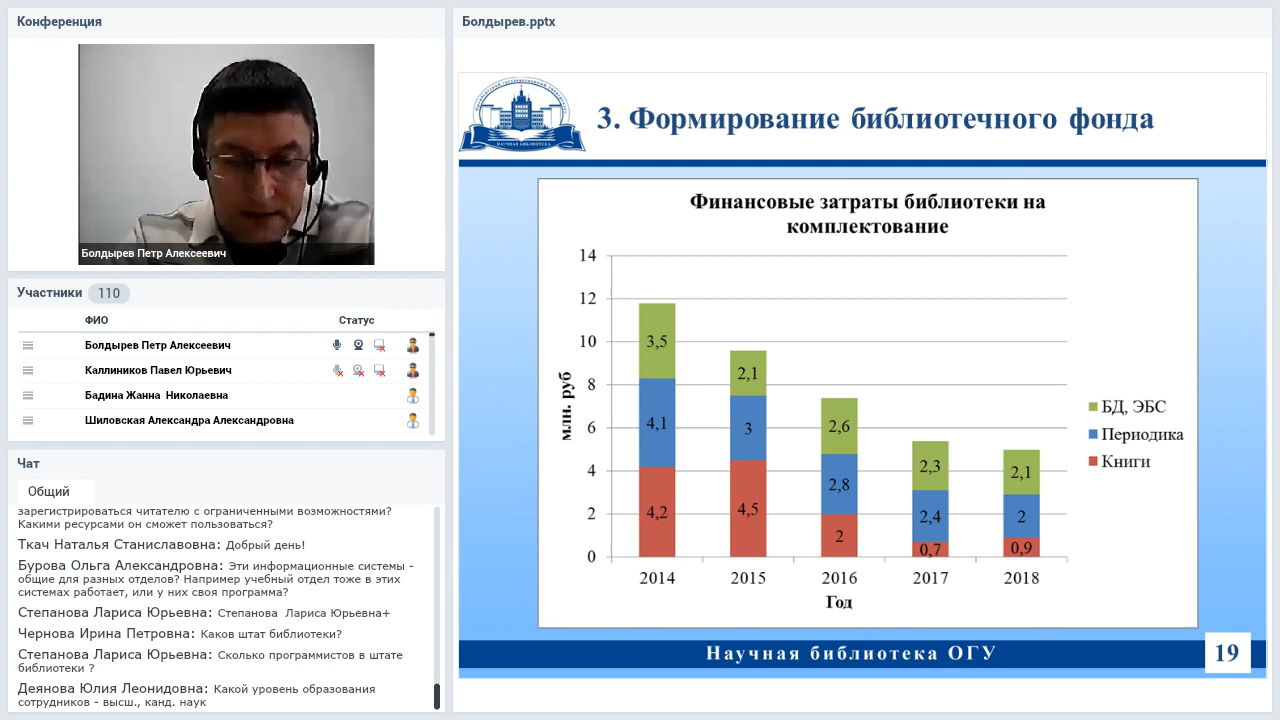 Конференция
Болдырев Петр Алексеевич
Участники 110
ФИО Статус
Болдырев Петр Алексеевич
Каллиников Павел Юрьевич
Бадина Жанна Николаевна
Шиловская Александра Александровна
Чат
Общий
зарегистрироваться читателю с ограниченными возможностями?
Какими ресурсами он сможет пользоваться?
Ткач Наталья Станиславовна: Добрый день!
Бурова Ольга Александровна: Эти информационные системы -
общие для разных отделов? Например учебный отдел тоже в этих
системах работает, или у них своя программа?
Степанова Лариса Юрьевна: Степанова Лариса Юрьевна+
Чернова Ирина Петровна: Каков штат библиотеки?
Степанова Лариса Юрьевна: Сколько программистов в штате
библиотеки ?
Деянова Юлия Леонидовна: Какой уровень образования
сотрудников - высш., канд. наук
Болдырев.pptx
НАУЧНАЯ БИБЛИОТЕКА
3. Формирование библиотечного фонда
Финансовые затраты библиотеки на
комплектование
млн. руб
14
12
10
8
6
4
2
0
3,5
4,1
4,2
2,1
3
4,5
2,6
2,8
2
2,3
2,4
0,7
2,1
2
0,9
2014 2015 2016 2017 2018
Год
БД, ЭБС
Периодика
Книги
Научная библиотека ОГУ
19